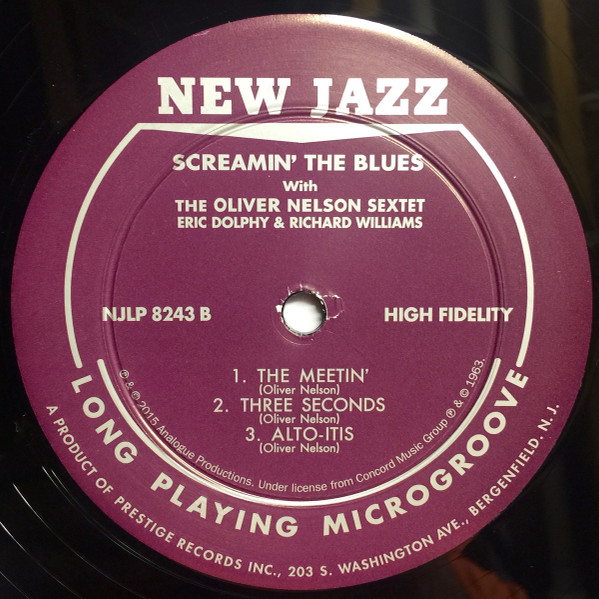 NEW JAZZ
SCREAMIN' THE BLUES
With
THE OLIVER NELSON SEXTET
ERIC DOLPHY & RICHARD WILLIAMS
NJLP 8243 B
HIGH FIDELITY
1. THE MEETIN'
(Oliver Nelson)
2. THREE SECONDS
(Oliver Nelson)
3. ALTO-ITIS
(Oliver Nelson)
℗ & © 2015 Analogue Productions. Under license from Concord Music Group ℗ & © 1963.
LONG PLAYING MICROGROOVE
A PRODUCT OF PRESTIGE RECORDS INC., 203 S. WASHINGTON AVE., BERGENFIELD, N. J.